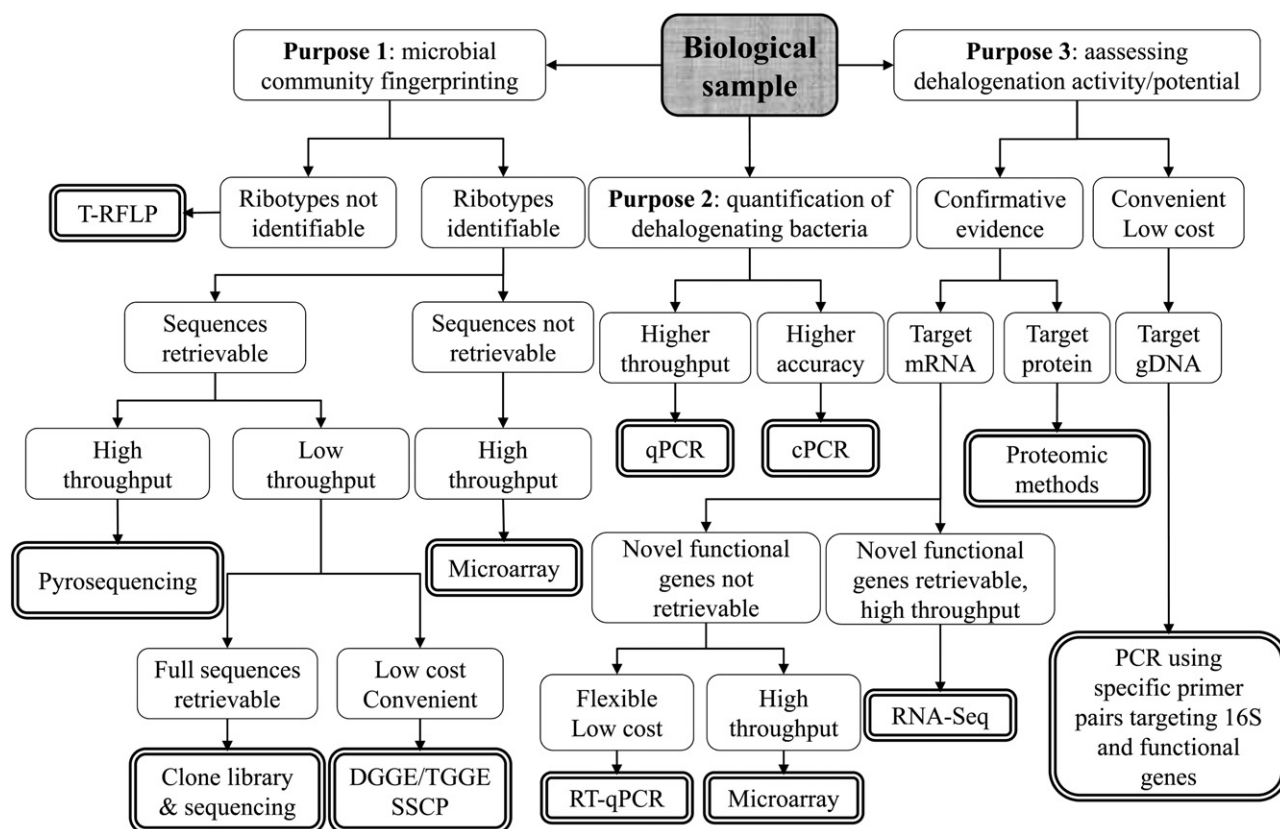 Biological
sample
Purpose 1: microbial
community fingerprinting
Purpose 3: aassessing
dehalogenation activity/potential
T-RFLP
Ribotypes not
identifiable
Ribotypes
identifiable
Purpose 2: quantification of
dehalogenating bacteria
Confirmative
evidence
Convenient
Low cost
Sequences
retrievable
Sequences not
retrievable
Higher
throughput
Higher
accuracy
Target
mRNA
Target
protein
Target
gDNA
High
throughput
Low
throughput
High
throughput
qPCR
cPCR
Proteomic
methods
Pyrosequencing
Microarray
Novel functional
genes not
retrievable
Novel functional
genes retrievable,
high throughput
Full sequences
retrievable
Low cost
Convenient
Flexible
Low cost
High
throughput
RNA-Seq
PCR using
specific primer
pairs targeting 16S
and functional
genes
Clone library
& sequencing
DGGE/TGGE
SSCP
RT-qPCR
Microarray